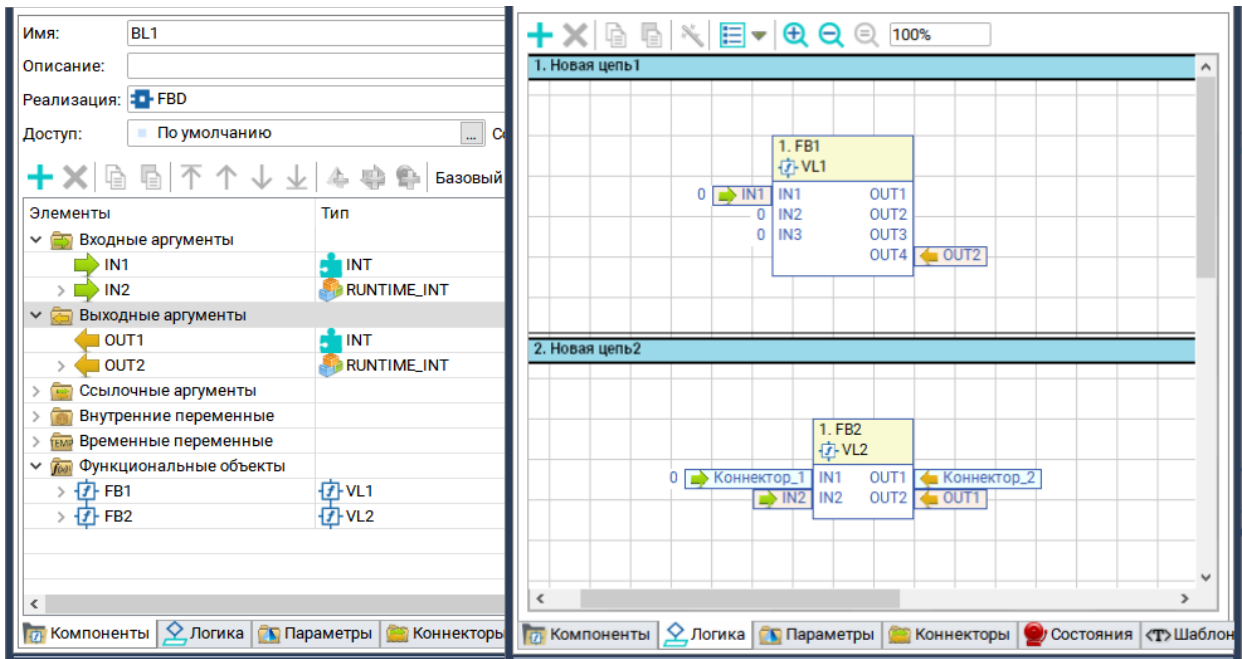 Имя: BL1
Описание:
Реализация: FBD
Доступ: По умолчанию ...
Базовый
Элементы Тип
Входные аргументы
IN1 INT
IN2 RUNTIME_INT
Выходные аргументы
OUT1 INT
OUT2 RUNTIME_INT
Ссылочные аргументы
Внутренние переменные
TEMP Временные переменные
Функциональные объекты
FB1 VL1
FB2 VL2
Компоненты Логика Параметры Коннекторы
100%
1. Новая цепь1
1. FB1
VL1
0 IN1 IN1 OUT1
0 IN2 OUT2
0 IN3 OUT3
OUT4 OUT2
2. Новая цепь2
1. FB2
VL2
0 Коннектор_1 IN1 OUT1 Коннектор_2
IN2 IN2 OUT2 OUT1
Компоненты Логика Параметры Коннекторы Состояния <T> Шаблон